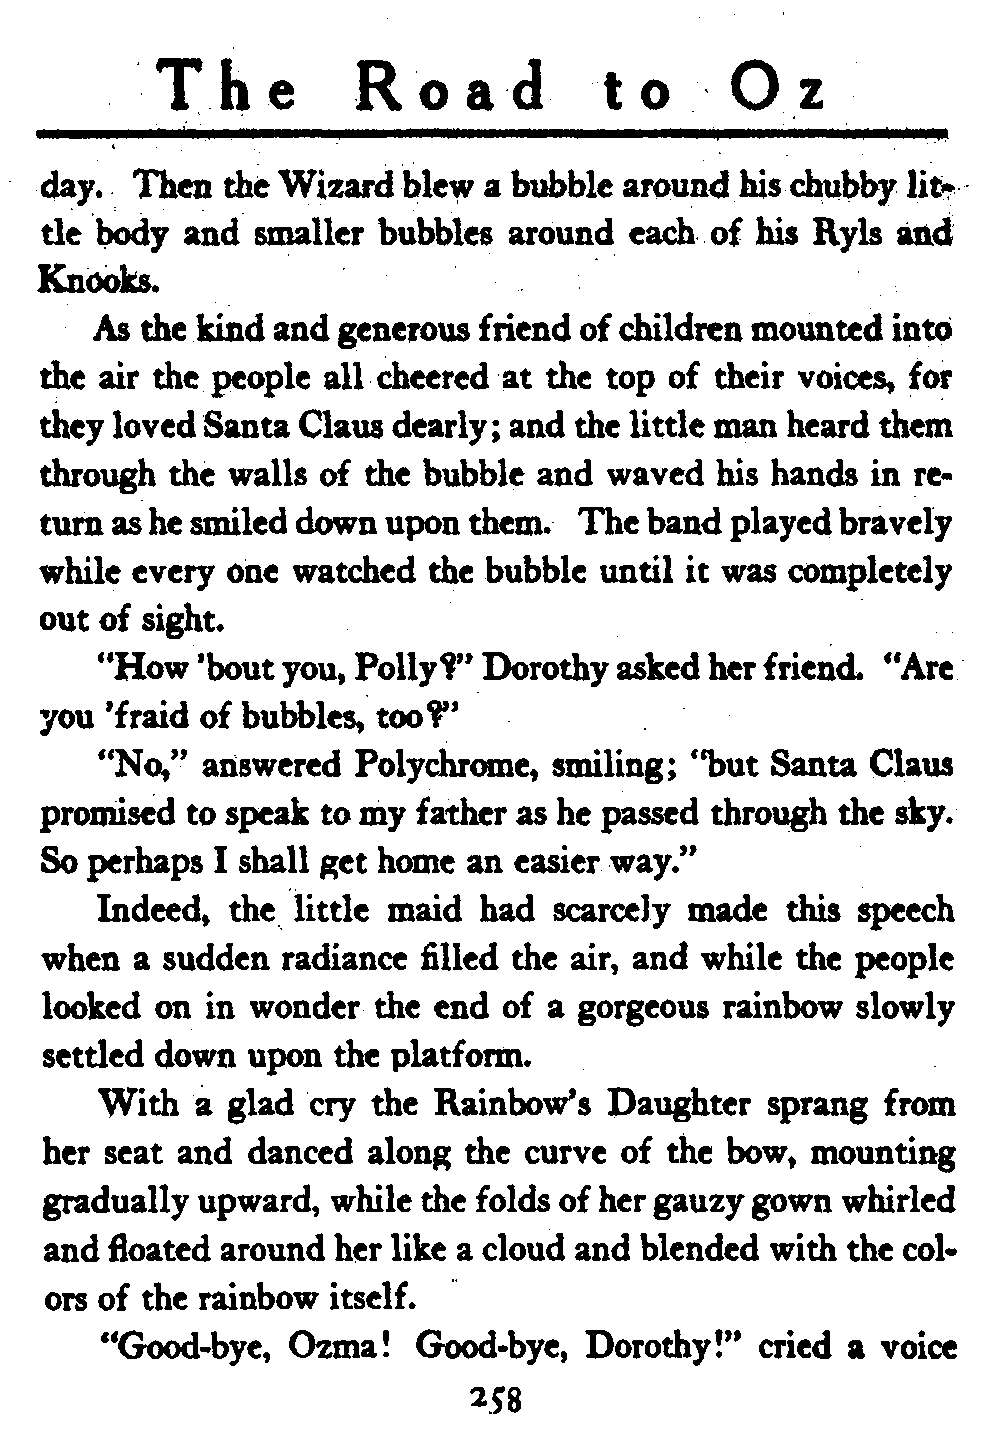 The Road to Oz
day. Then the Wizard blew a bubble around his chubby lit-
tle body and smaller bubbles around each of his Ryls and
Knooks.
As the kind and generous friend of children mounted into
the air the people all cheered at the top of their voices, for
they loved Santa Claus dearly; and the little man heard them
through the walls of the bubble and waved his hands in re-
turn as he smiled down upon them. The band played bravely
while every one watched the bubble until it was completely
out of sight.
"How 'bout you, Polly?" Dorothy asked her friend. "Are
you 'fraid of bubbles, too?"
"No," answered Polychrome, smiling; "but Santa Claus
promised to speak to my father as he passed through the sky.
So perhaps I shall get home an easier way."
Indeed, the little maid had scarcely made this speech
when a sudden radiance filled the air, and while the people
looked on in wonder the end of a gorgeous rainbow slowly
settled down upon the platform.
With a glad cry the Rainbow's Daughter sprang from
her seat and danced along the curve of the bow, mounting
gradually upward, while the folds of her gauzy gown whirled
and floated around her like a cloud and blended with the col-
ors of the rainbow itself.
"Good-bye, Ozma! Good-bye, Dorothy!" cried a voice
258